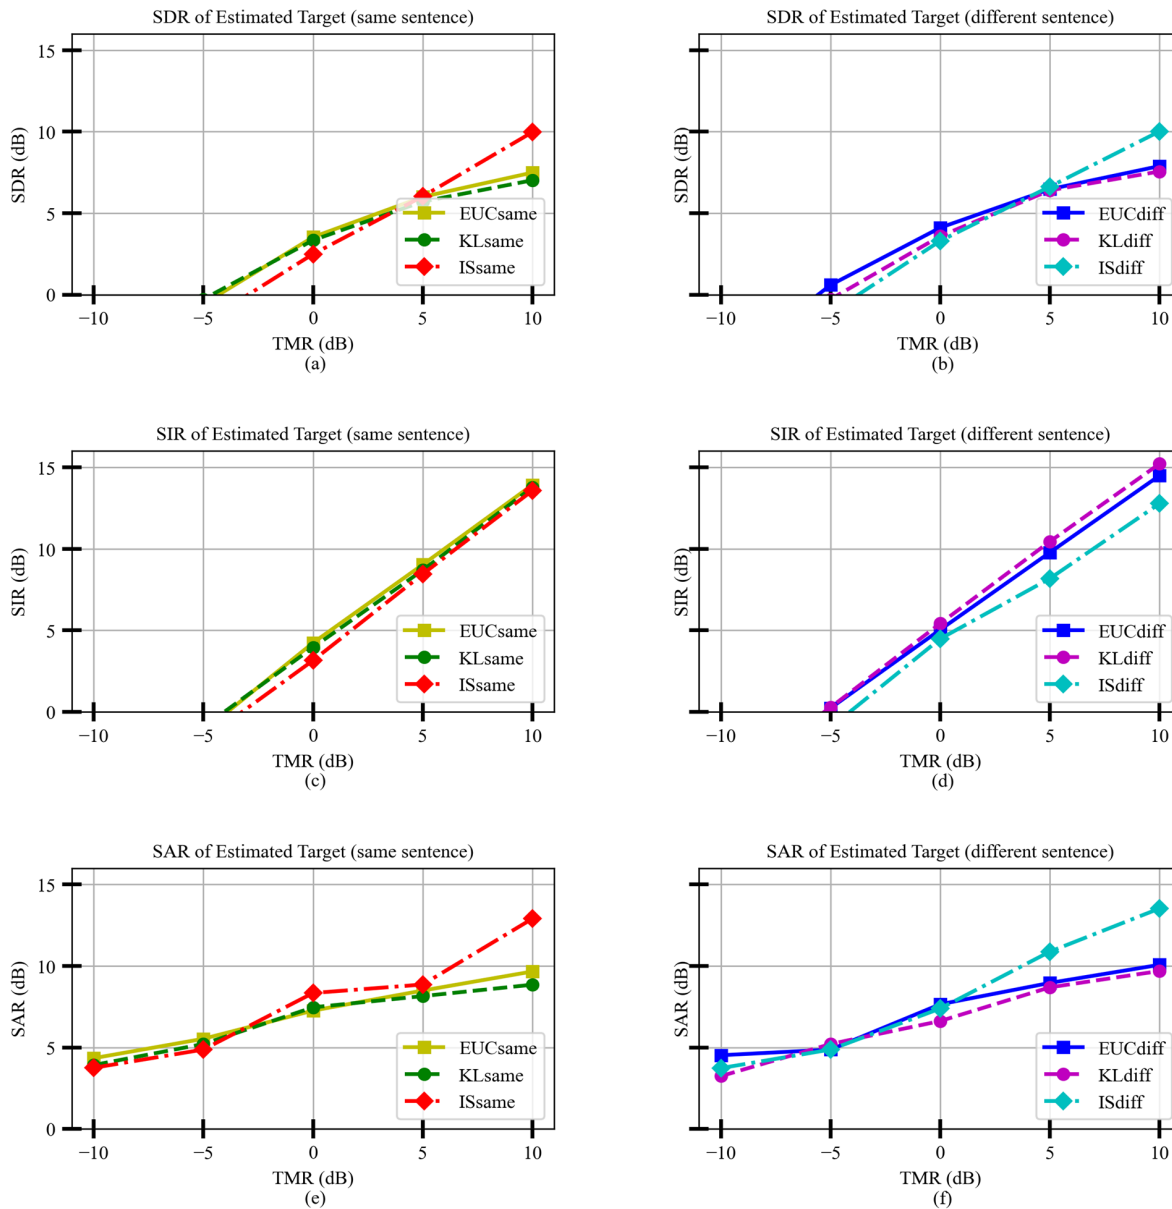 SDR of Estimated Target (same sentence)
15
10
5
0
SDR (dB)
EUCsame
KLsame
ISsame
−10 −5 0 5 10
TMR (dB)
(a)
SDR of Estimated Target (different sentence)
SDR (dB)
EUCdiff
KLdiff
ISdiff
−10 −5 0 5 10
TMR (dB)
(b)
SIR of Estimated Target (same sentence)
15
10
5
0
SIR (dB)
EUCsame
KLsame
ISsame
−10 −5 0 5 10
TMR (dB)
(c)
SIR of Estimated Target (different sentence)
SIR (dB)
EUCdiff
KLdiff
ISdiff
−10 −5 0 5 10
TMR (dB)
(d)
SAR of Estimated Target (same sentence)
15
10
5
0
SAR (dB)
EUCsame
KLsame
ISsame
−10 −5 0 5 10
TMR (dB)
(e)
SAR of Estimated Target (different sentence)
SAR (dB)
EUCdiff
KLdiff
ISdiff
−10 −5 0 5 10
TMR (dB)
(f)